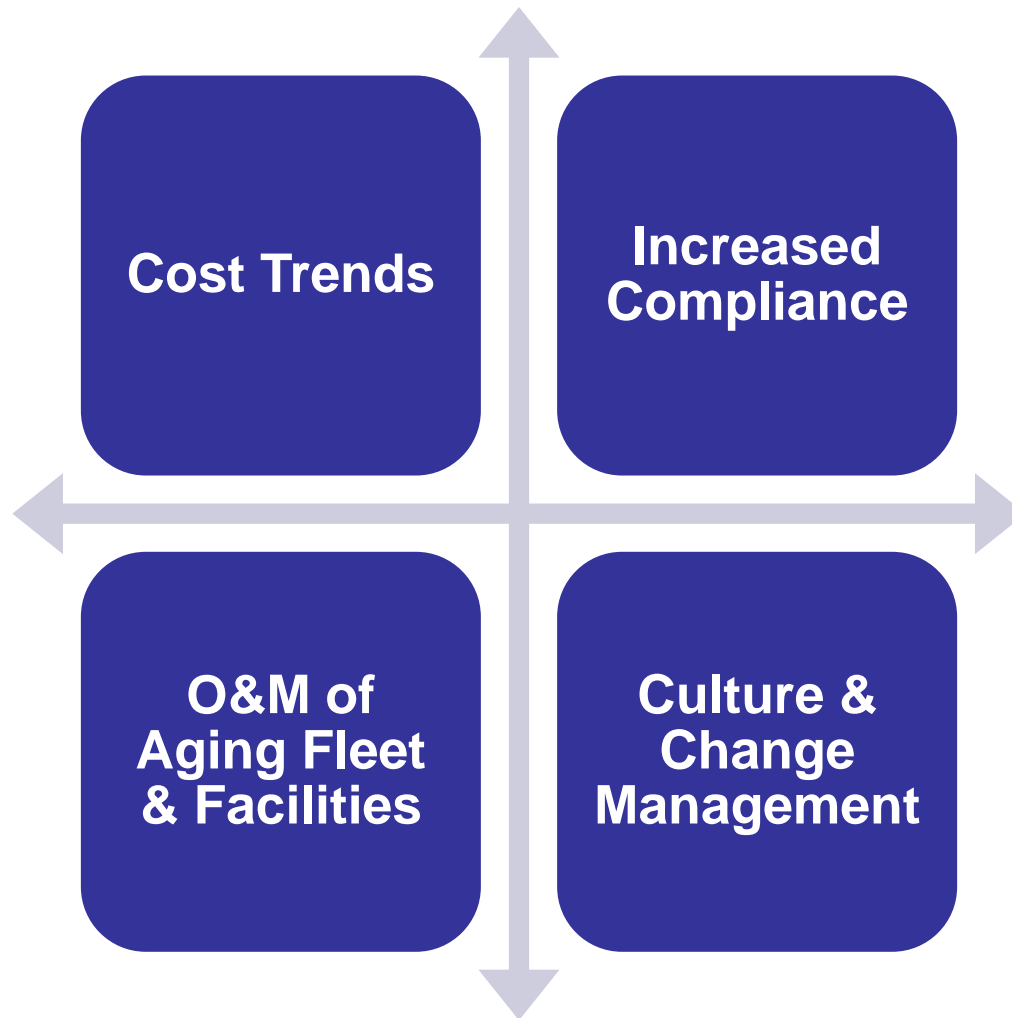 Cost Trends
Increased
Compliance
O&M of
Aging Fleet
& Facilities
Culture &
Change
Management